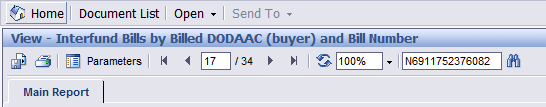 Home Document List Open Send To
View - Interfund Bills by Billed DODAAC (buyer) and Bill Number
Parameters 17 / 34 100% N6911752376082
Main Report